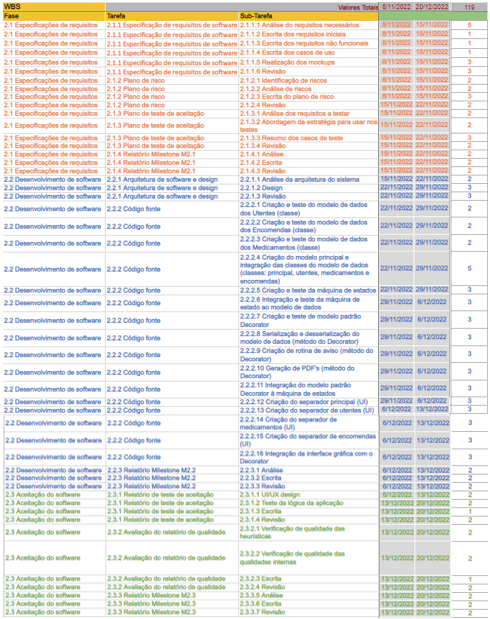 WBS Valores Totais 8/11/2022 20/12/2022 119
Fase Tarefa Sub-Tarefa
2.1 Especificações de requisitos 2.1.1 Especificação de requisitos de software 2.1.1.1 Análise do requisitos necessários 8/11/2022 15/11/2022 5
2.1 Especificações de requisitos 2.1.1 Especificação de requisitos de software 2.1.1.2 Escrita dos requisitos iniciais 8/11/2022 15/11/2022 1
2.1 Especificações de requisitos 2.1.1 Especificação de requisitos de software 2.1.1.3 Escrita dos requisitos não funcionais 8/11/2022 15/11/2022 1
2.1 Especificações de requisitos 2.1.1 Especificação de requisitos de software 2.1.1.4 Escrita dos casos de uso 8/11/2022 15/11/2022 1
2.1 Especificações de requisitos 2.1.1 Especificação de requisitos de software 2.1.1.5 Realização dos mockups 8/11/2022 15/11/2022 3
2.1 Especificações de requisitos 2.1.1 Especificação de requisitos de software 2.1.1.6 Revisão 8/11/2022 15/11/2022 3
2.1 Especificações de requisitos 2.1.2 Plano de risco 2.1.2.1 Identificação de riscos 8/11/2022 15/11/2022 2
2.1 Especificações de requisitos 2.1.2 Plano de risco 2.1.2.2 Análise de riscos 8/11/2022 15/11/2022 2
2.1 Especificações de requisitos 2.1.2 Plano de risco 2.1.2.3 Escrita do plano de risco 8/11/2022 15/11/2022 3
2.1 Especificações de requisitos 2.1.2 Plano de risco 2.1.2.4 Revisão 15/11/2022 22/11/2022 2
2.1 Especificações de requisitos 2.1.3 Plano de teste de aceitação 2.1.3.1 Análise dos requisitos a testar 15/11/2022 22/11/2022 2
2.1 Especificações de requisitos 2.1.3 Plano de teste de aceitação 2.1.3.2 Abordagem da estratégia para usar nos
testes 15/11/2022 22/11/2022 2
2.1 Especificações de requisitos 2.1.3 Plano de teste de aceitação 2.1.3.3 Resumo dos casos de teste 15/11/2022 22/11/2022 3
2.1 Especificações de requisitos 2.1.3 Plano de teste de aceitação 2.1.3.4 Revisão 15/11/2022 22/11/2022 2
2.1 Especificações de requisitos 2.1.4 Relatório Milestone M2.1 2.1.4.1 Análise 15/11/2022 22/11/2022 2
2.1 Especificações de requisitos 2.1.4 Relatório Milestone M2.1 2.1.4.2 Escrita 15/11/2022 22/11/2022 2
2.1 Especificações de requisitos 2.1.4 Relatório Milestone M2.1 2.1.4.3 Revisão 15/11/2022 22/11/2022 2
2.2 Desenvolvimento de software 2.2.1 Arquitetura de software e design 2.2.1.1 Análise da arquitetura do sistema 15/11/2022 22/11/2022 2
2.2 Desenvolvimento de software 2.2.1 Arquitetura de software e design 2.2.1.2 Design 22/11/2022 29/11/2022 3
2.2 Desenvolvimento de software 2.2.1 Arquitetura de software e design 2.2.1.3 Revisão 22/11/2022 29/11/2022 3
2.2 Desenvolvimento de software 2.2.2 Código fonte 2.2.2.1 Criação e teste do modelo de dados
dos Utentes (classe) 22/11/2022 29/11/2022 2
2.2 Desenvolvimento de software 2.2.2 Código fonte 2.2.2.2 Criação e teste do modelo de dados
dos Encomendas (classe) 22/11/2022 29/11/2022 2
2.2 Desenvolvimento de software 2.2.2 Código fonte 2.2.2.3 Criação e teste do modelo de dados
dos Medicamentos (classe) 22/11/2022 29/11/2022 2
2.2 Desenvolvimento de software 2.2.2 Código fonte 2.2.2.4 Criação do modelo principal e
integração das classes do modelo de dados
(classes: principal, utentes, medicamentos e
encomendas) 22/11/2022 29/11/2022 5
2.2 Desenvolvimento de software 2.2.2 Código fonte 2.2.2.5 Criação e teste da máquina de estados 22/11/2022 29/11/2022 3
2.2 Desenvolvimento de software 2.2.2 Código fonte 2.2.2.6 Integração e teste da máquina de
estado ao modelo de dados 29/11/2022 6/12/2022 3
2.2 Desenvolvimento de software 2.2.2 Código fonte 2.2.2.7 Criação e teste de modelo padrão
Decorator 29/11/2022 6/12/2022 3
2.2 Desenvolvimento de software 2.2.2 Código fonte 2.2.2.8 Serialização e desserialização do
modelo de dados (método do Decorator) 29/11/2022 6/12/2022 3
2.2 Desenvolvimento de software 2.2.2 Código fonte 2.2.2.9 Criação de rotina de aviso (método do
Decorator) 29/11/2022 6/12/2022 3
2.2 Desenvolvimento de software 2.2.2 Código fonte 2.2.2.10 Geração de PDF's (método do
Decorator) 29/11/2022 6/12/2022 3
2.2 Desenvolvimento de software 2.2.2 Código fonte 2.2.2.11 Integração do modelo padrão
Decorator à máquina de estados 29/11/2022 6/12/2022 3
2.2 Desenvolvimento de software 2.2.2 Código fonte 2.2.2.12 Criação do separador principal (UI) 29/11/2022 6/12/2022 3
2.2 Desenvolvimento de software 2.2.2 Código fonte 2.2.2.13 Criação do separador de utentes (UI) 6/12/2022 13/12/2022 3
2.2 Desenvolvimento de software 2.2.2 Código fonte 2.2.2.14 Criação do separador de
medicamentos (UI) 6/12/2022 13/12/2022 3
2.2 Desenvolvimento de software 2.2.2 Código fonte 2.2.2.15 Criação do separador de encomendas
(UI) 6/12/2022 13/12/2022 3
2.2 Desenvolvimento de software 2.2.2 Código fonte 2.2.2.16 Integração da interface gráfica com o
Decorator 6/12/2022 13/12/2022 3
2.2 Desenvolvimento de software 2.2.3 Relatório Milestone M2.2 2.2.3.1 Análise 6/12/2022 13/12/2022 2
2.2 Desenvolvimento de software 2.2.3 Relatório Milestone M2.2 2.2.3.2 Escrita 6/12/2022 13/12/2022 2
2.2 Desenvolvimento de software 2.2.3 Relatório Milestone M2.2 2.2.3.3 Revisão 6/12/2022 13/12/2022 2
2.3 Aceitação do software 2.3.1 Relatório de teste de aceitação 2.3.1.1 UI/UX design 6/12/2022 13/12/2022 2
2.3 Aceitação do software 2.3.1 Relatório de teste de aceitação 2.3.1.2 Testa da lógica da aplicação 13/12/2022 20/12/2022 2
2.3 Aceitação do software 2.3.1 Relatório de teste de aceitação 2.3.1.3 Escrita 13/12/2022 20/12/2022 1
2.3 Aceitação do software 2.3.1 Relatório de teste de aceitação 2.3.1.4 Revisão 13/12/2022 20/12/2022 2
2.3 Aceitação do software 2.3.2 Avaliação do relatório de qualidade 2.3.2.1 Verificação de qualidade das
heurísticas 13/12/2022 20/12/2022 2
2.3 Aceitação do software 2.3.2 Avaliação do relatório de qualidade 2.3.2.2 Verificação de qualidade das
qualidades internas 13/12/2022 20/12/2022 2
2.3 Aceitação do software 2.3.2 Avaliação do relatório de qualidade 2.3.2.3 Escrita 13/12/2022 20/12/2022 1
2.3 Aceitação do software 2.3.2 Avaliação do relatório de qualidade 2.3.2.4 Revisão 13/12/2022 20/12/2022 2
2.3 Aceitação do software 2.3.3 Relatório Milestone M2.3 2.3.3.5 Análise 13/12/2022 20/12/2022 2
2.3 Aceitação do software 2.3.3 Relatório Milestone M2.3 2.3.3.6 Escrita 13/12/2022 20/12/2022 2
2.3 Aceitação do software 2.3.3 Relatório Milestone M2.3 2.3.3.7 Revisão 13/12/2022 20/12/2022 2